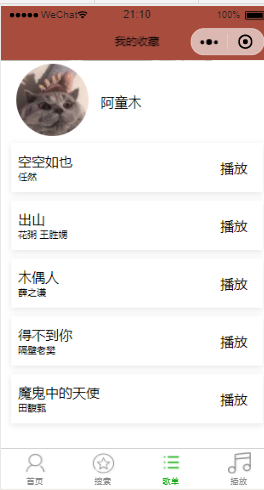 WeChat 21:10 100%
我的收藏
阿童木
空空如也
任然
播放
出山
花粥 王胜娚
播放
木偶人
薛之谦
播放
得不到你
隔壁老樊
播放
魔鬼中的天使
田馥甄
播放
首页 搜索 歌单 播放